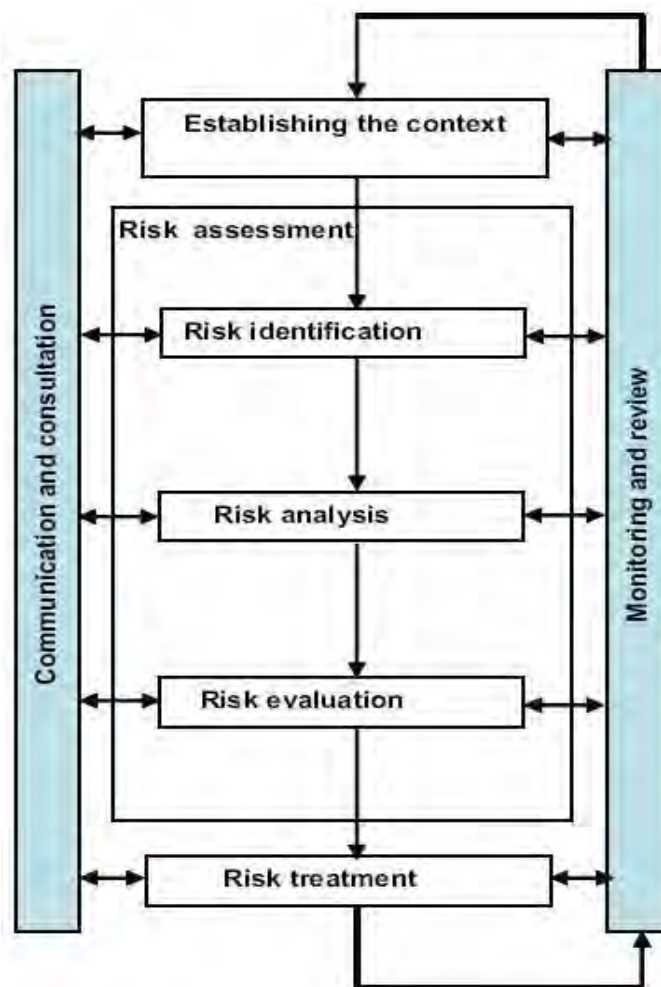 Establishing the context
Risk assessment
Risk identification
Risk analysis
Risk evaluation
Risk treatment
Communication and consultation
Monitoring and review